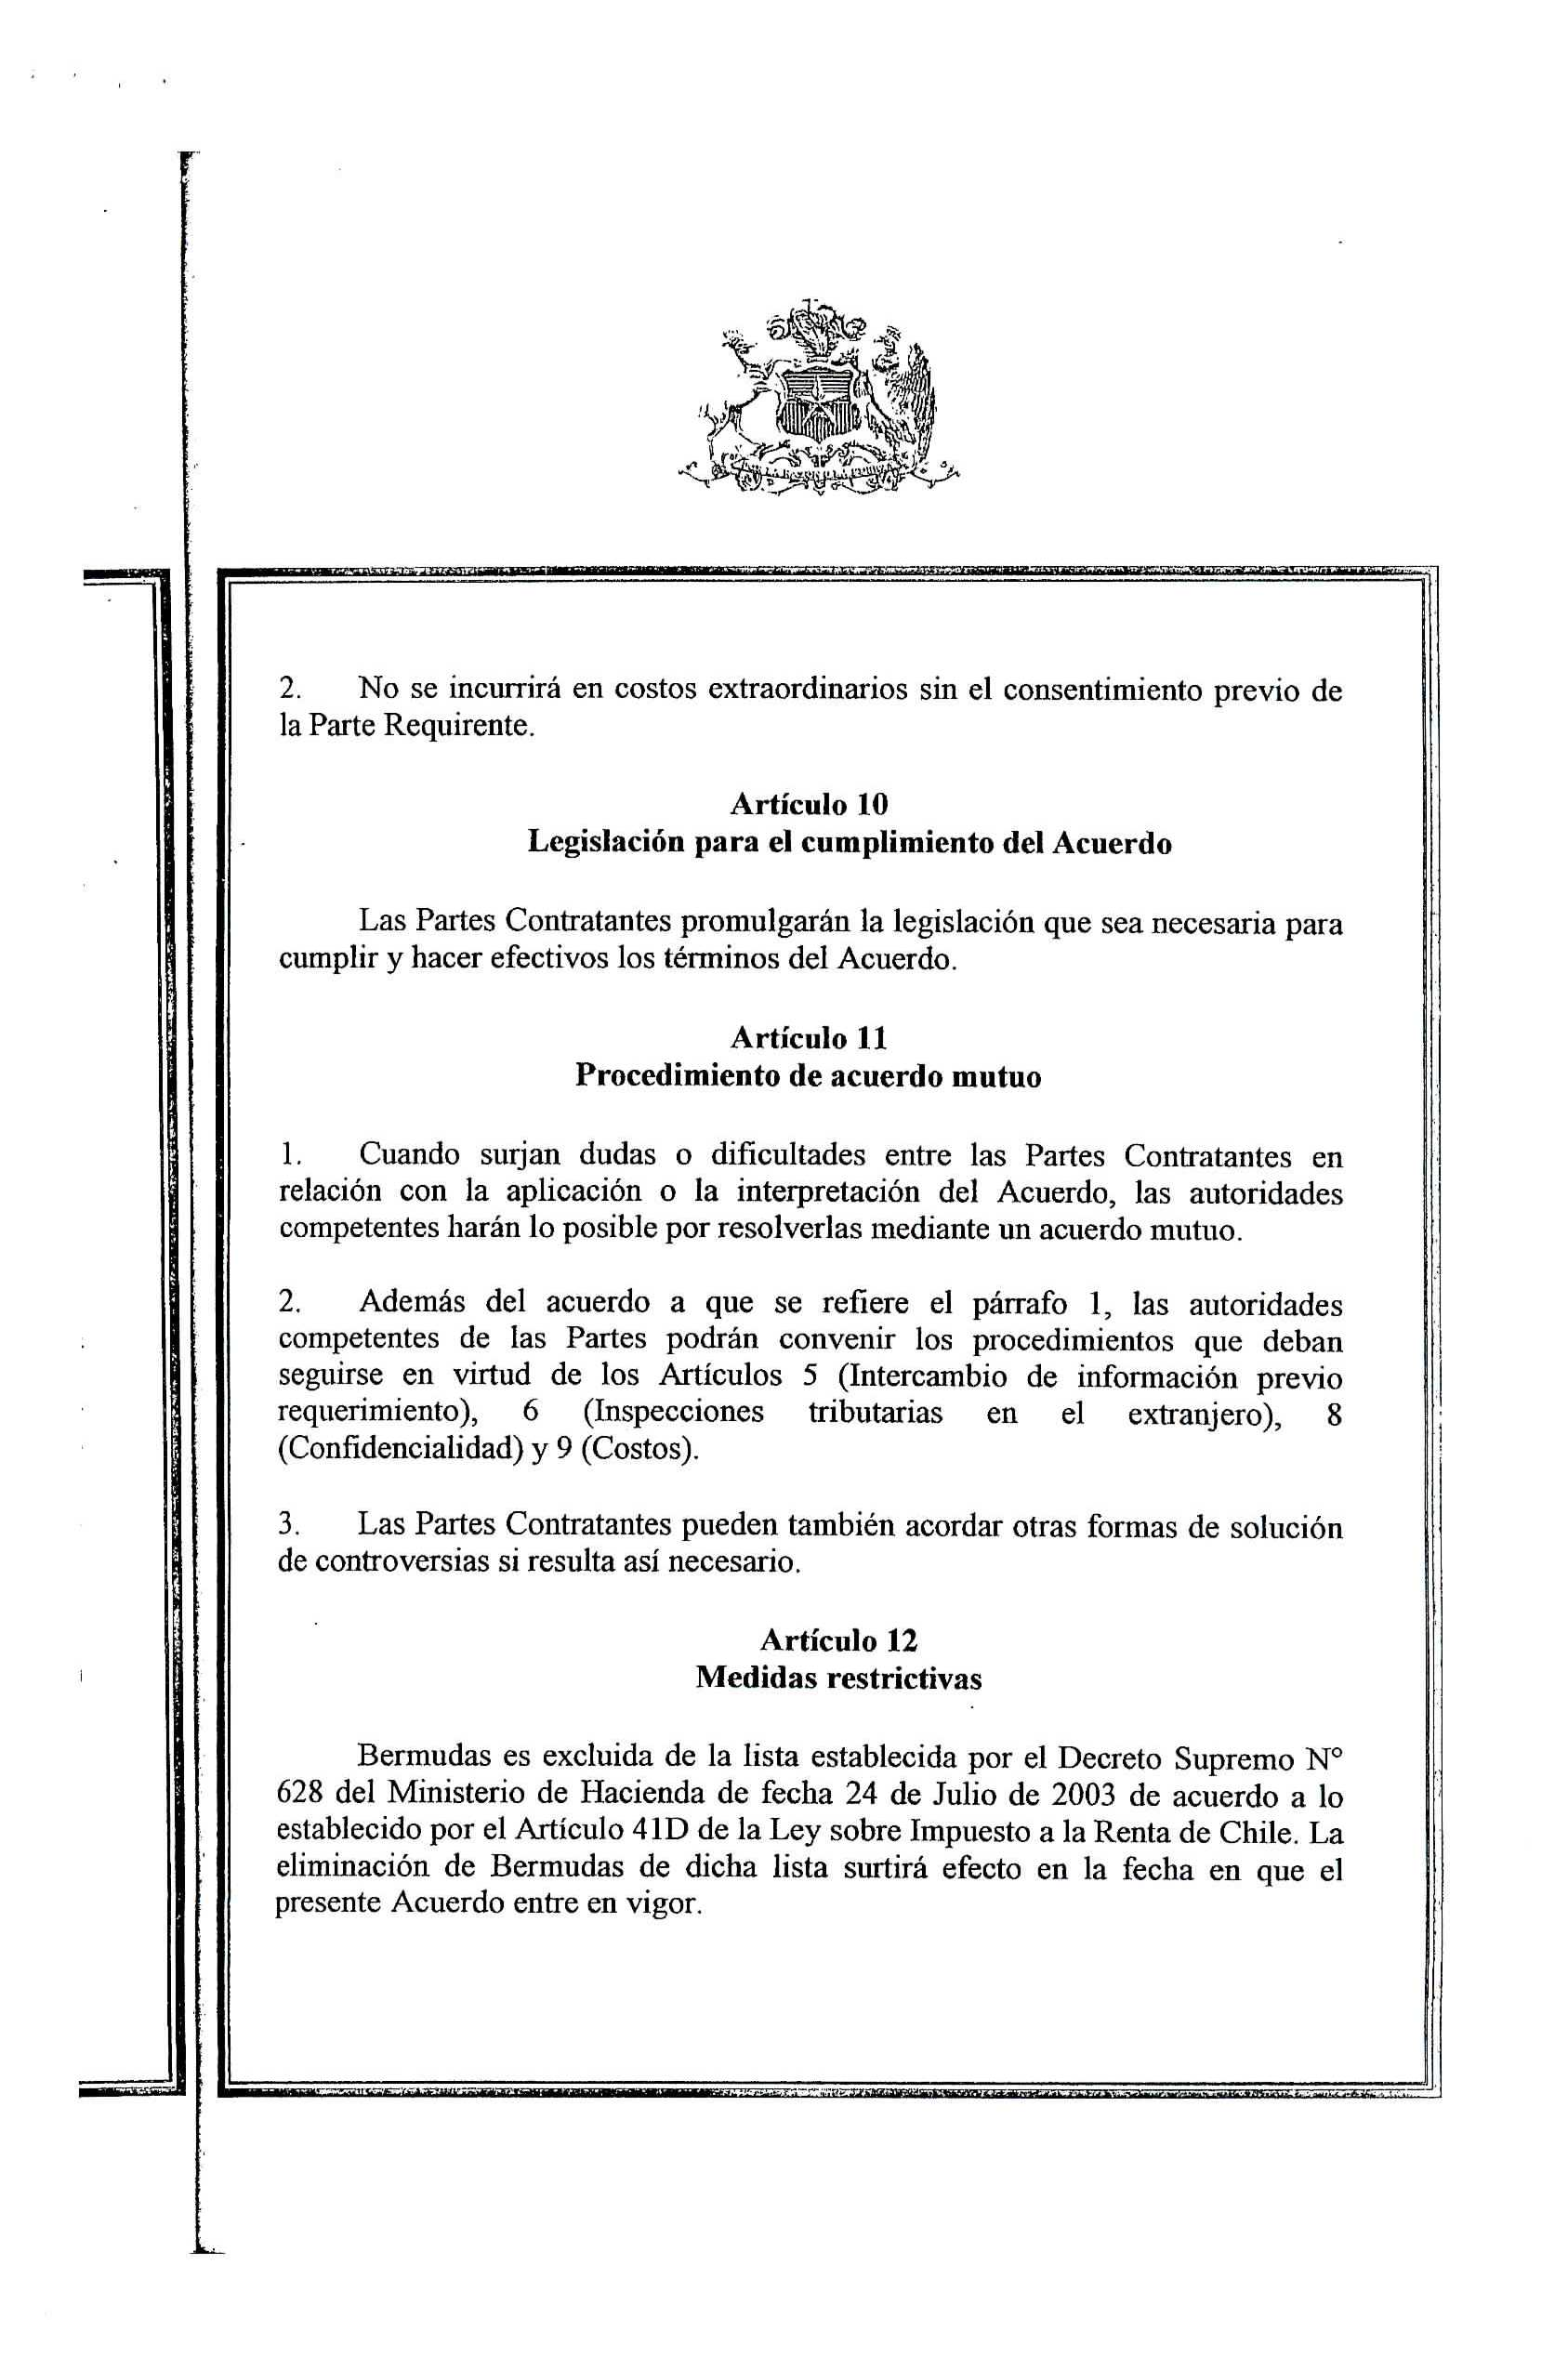 2. No se incurrirá en costos extraordinarios sin el consentimiento previo de
la Parte Requirente.
Artículo 10
Legislación para el cumplimiento del Acuerdo
Las Partes Contratantes promulgarán la legislación que sea necesaria para
cumplir y hacer efectivos los términos del Acuerdo.
Artículo 11
Procedimiento de acuerdo mutuo
1. Cuando surjan dudas o dificultades entre las Partes Contratantes en
relación con la aplicación o la interpretación del Acuerdo, las autoridades
competentes harán lo posible por resolverlas mediante un acuerdo mutuo.
2. Además del acuerdo a que se refiere el párrafo 1, las autoridades
competentes de las Partes podrán convenir los procedimientos que deban
seguirse en virtud de los Artículos 5 (Intercambio de información previo
requerimiento), 6 (Inspecciones tributarias en el extranjero), 8
(Confidencialidad) y 9 (Costos).
3. Las Partes Contratantes pueden también acordar otras formas de solución
de controversias si resulta así necesario.
Artículo 12
Medidas restrictivas
Bermudas es excluida de la lista establecida por el Decreto Supremo N°
628 del Ministerio de Hacienda de fecha 24 de Julio de 2003 de acuerdo a lo
establecido por el Artículo 41D de la Ley sobre Impuesto a la Renta de Chile. La
eliminación de Bermudas de dicha lista surtirá efecto en la fecha en que el
presente Acuerdo entre en vigor.